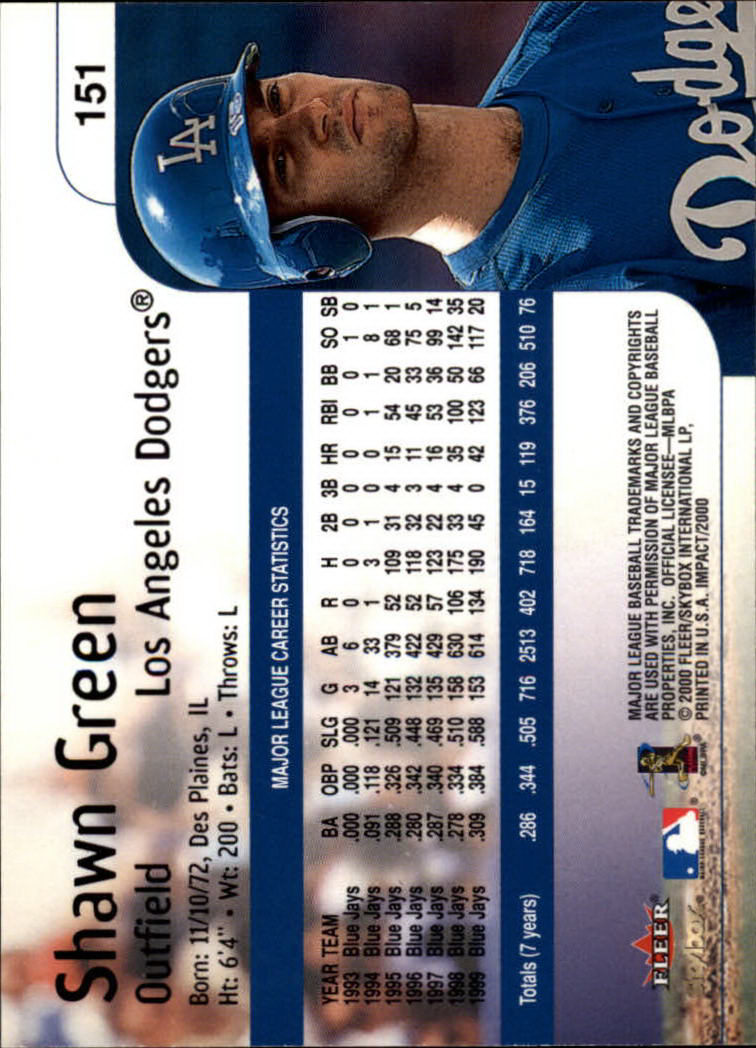 151
Shawn Green
Outfield Los Angeles Dodgers®
Born: 11/10/72, Des Plaines, IL
Ht: 6'4" • Wt: 200 • Bats: L • Throws: L
MAJOR LEAGUE CAREER STATISTICS
YEAR TEAM BA OBP SLG G AB R H 2B 3B HR RBI BB SO SB
1993 Blue Jays .000 .000 .000 3 6 0 0 0 0 0 0 0 1 0
1994 Blue Jays .091 .118 .121 14 33 1 3 1 0 0 1 1 8 1
1995 Blue Jays .288 .326 .509 121 379 52 109 31 4 15 54 20 68 1
1996 Blue Jays .280 .342 .448 132 422 52 118 32 3 11 45 33 75 5
1997 Blue Jays .287 .340 .469 135 429 57 123 22 4 16 53 36 99 14
1998 Blue Jays .278 .334 .510 158 630 106 175 33 4 35 100 50 142 35
1999 Blue Jays .309 .384 .588 153 614 134 190 45 0 42 123 66 117 20
Totals (7 years) .286 .344 .505 716 2513 402 718 164 15 119 376 206 510 76
LA
Dodge
FLEER
skybox
MAJOR LEAGUE BASEBALL TRADEMARKS AND COPYRIGHTS
ARE USED WITH PERMISSION OF MAJOR LEAGUE BASEBALL
PROPERTIES, INC. OFFICIAL LICENSEE—MLBPA
© 2000 FLEER/SKYBOX INTERNATIONAL LP,
PRINTED IN U.S.A. IMPACT/2000